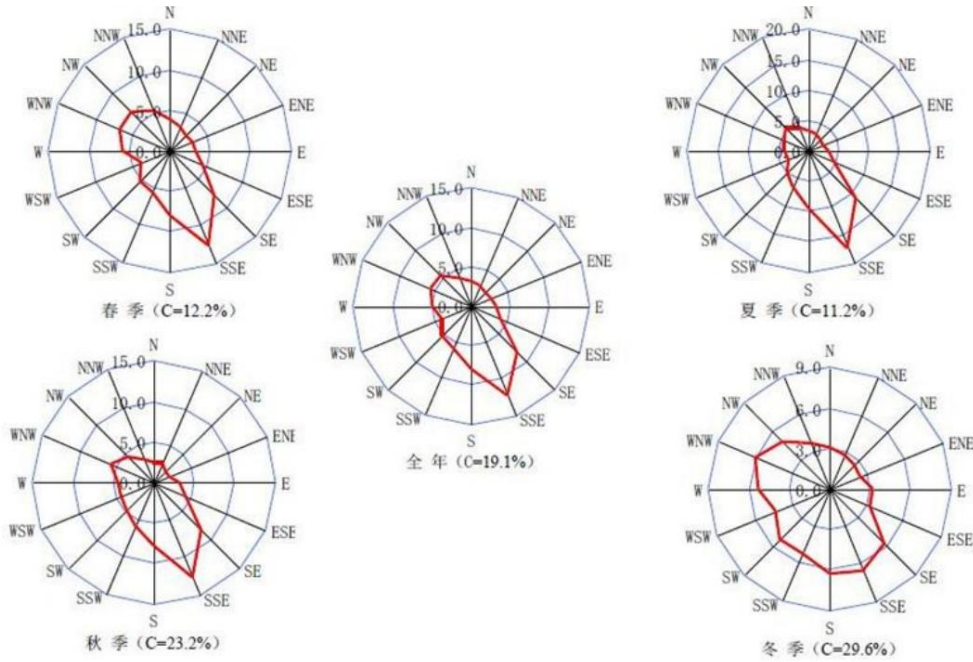 N
NNE
NE
ENE
E
ESE
SE
SSE
S
SSW
SW
WSW
W
WNW
NW
NNW
15.0
10.0
5.0
0.0
春 季(C=12.2%)
N
NNE
NE
ENE
E
ESE
SE
SSE
S
SSW
SW
WSW
W
WNW
NW
NNW
20.0
15.0
10.0
5.0
0.0
夏 季(C=11.2%)
N
NNE
NE
ENE
E
ESE
SE
SSE
S
SSW
SW
WSW
W
WNW
NW
NNW
15.0
10.0
5.0
0.0
全 年(C=19.1%)
N
NNE
NE
ENE
E
ESE
SE
SSE
S
SSW
SW
WSW
W
WNW
NW
NNW
15.0
10.0
5.0
0.0
秋 季(C=23.2%)
N
NNE
NE
ENE
E
ESE
SE
SSE
S
SSW
SW
WSW
W
WNW
NW
NNW
9.0
6.0
3.0
0.0
冬 季(C=29.6%)